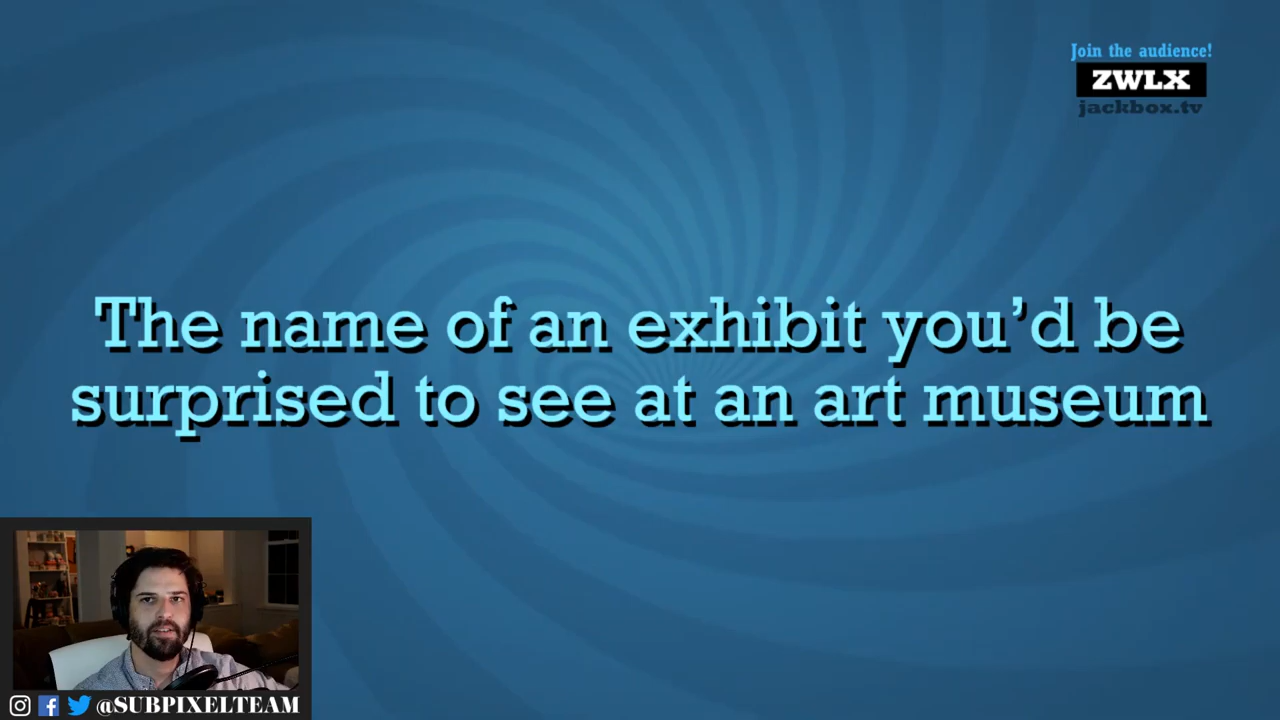 Join the audience!
ZWLX
jackbox.tv
The name of an exhibit you’d be
surprised to see at an art museum
@SUBPIXELTEAM